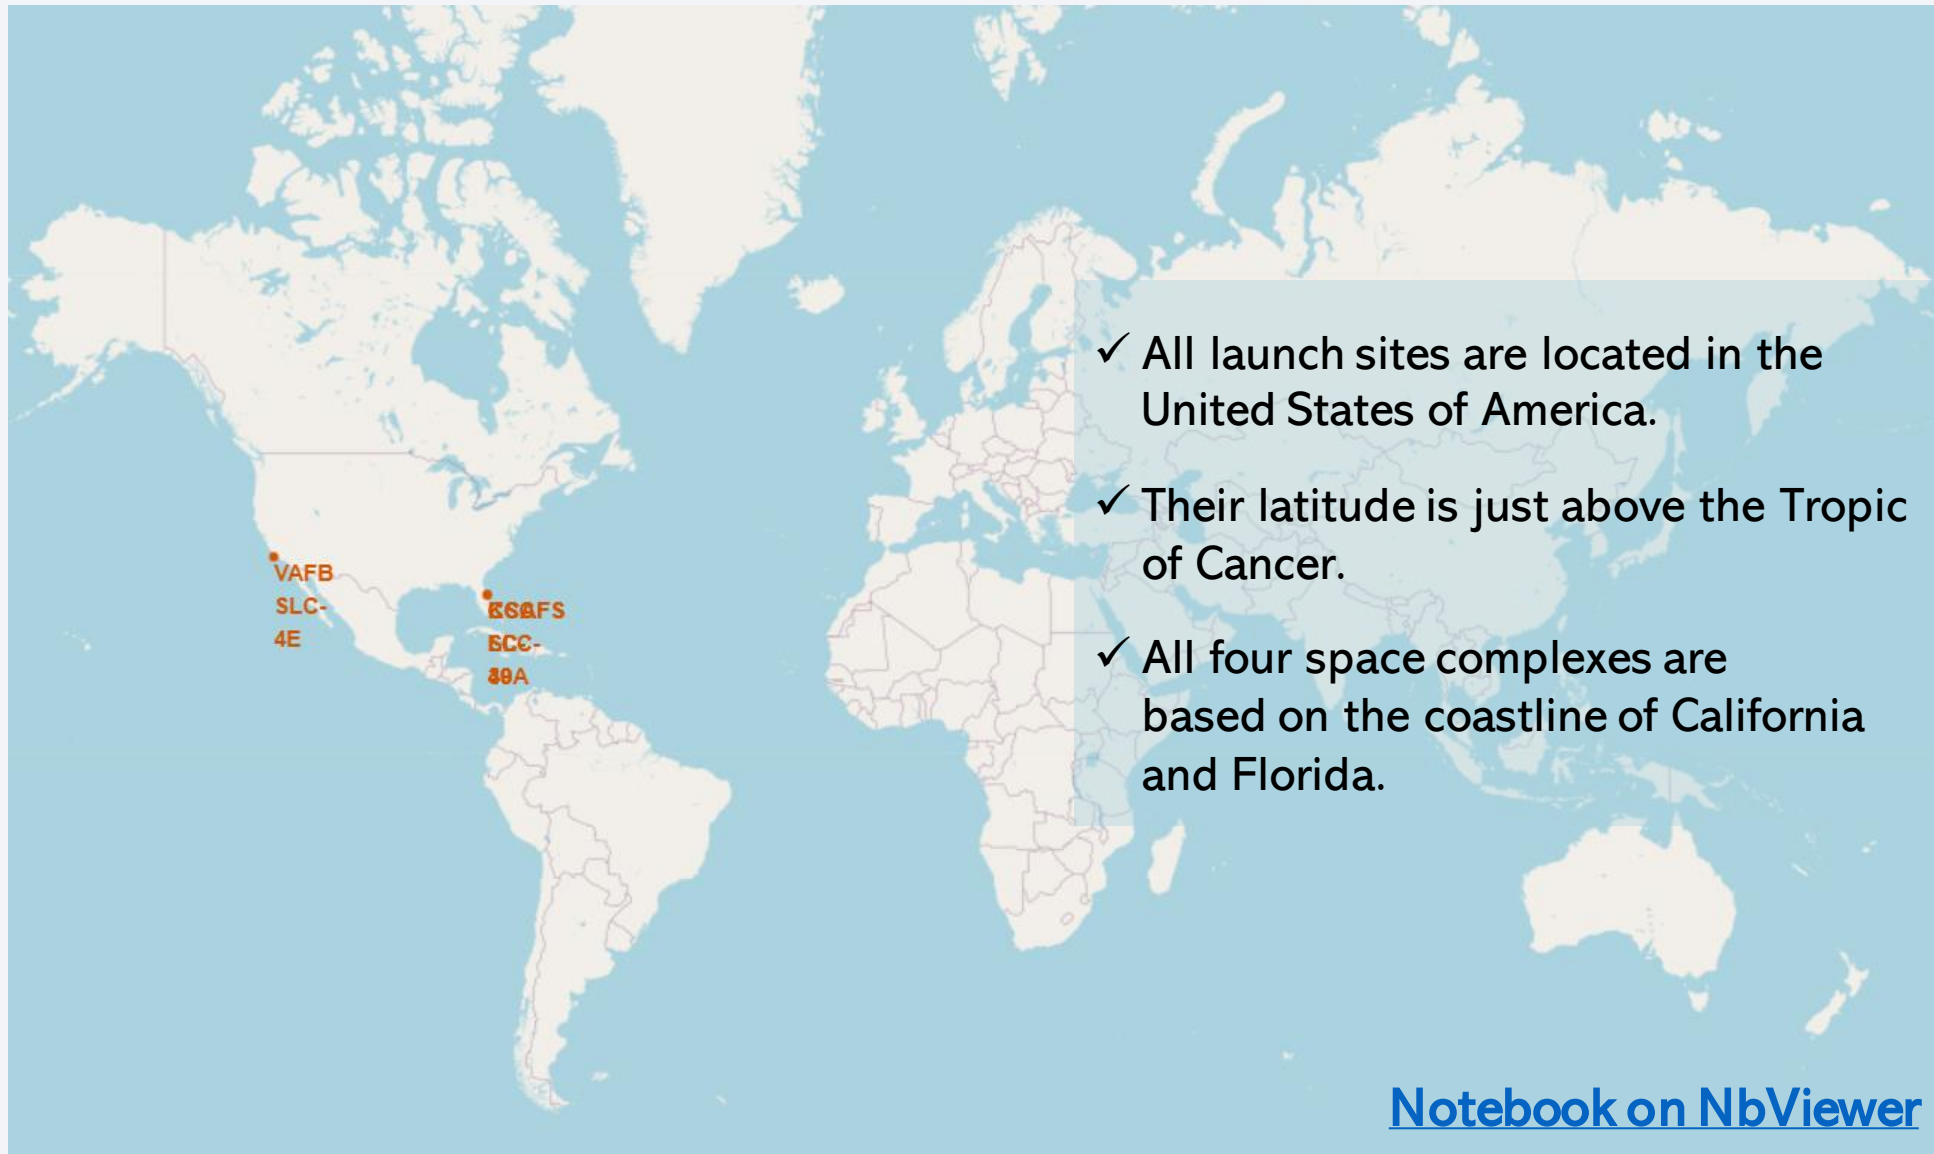 ✓ All launch sites are located in the
United States of America.
✓ Their latitude is just above the Tropic
of Cancer.
✓ All four space complexes are
based on the coastline of California
and Florida.
VAFB
SLC-
4E
Notebook on NbViewer